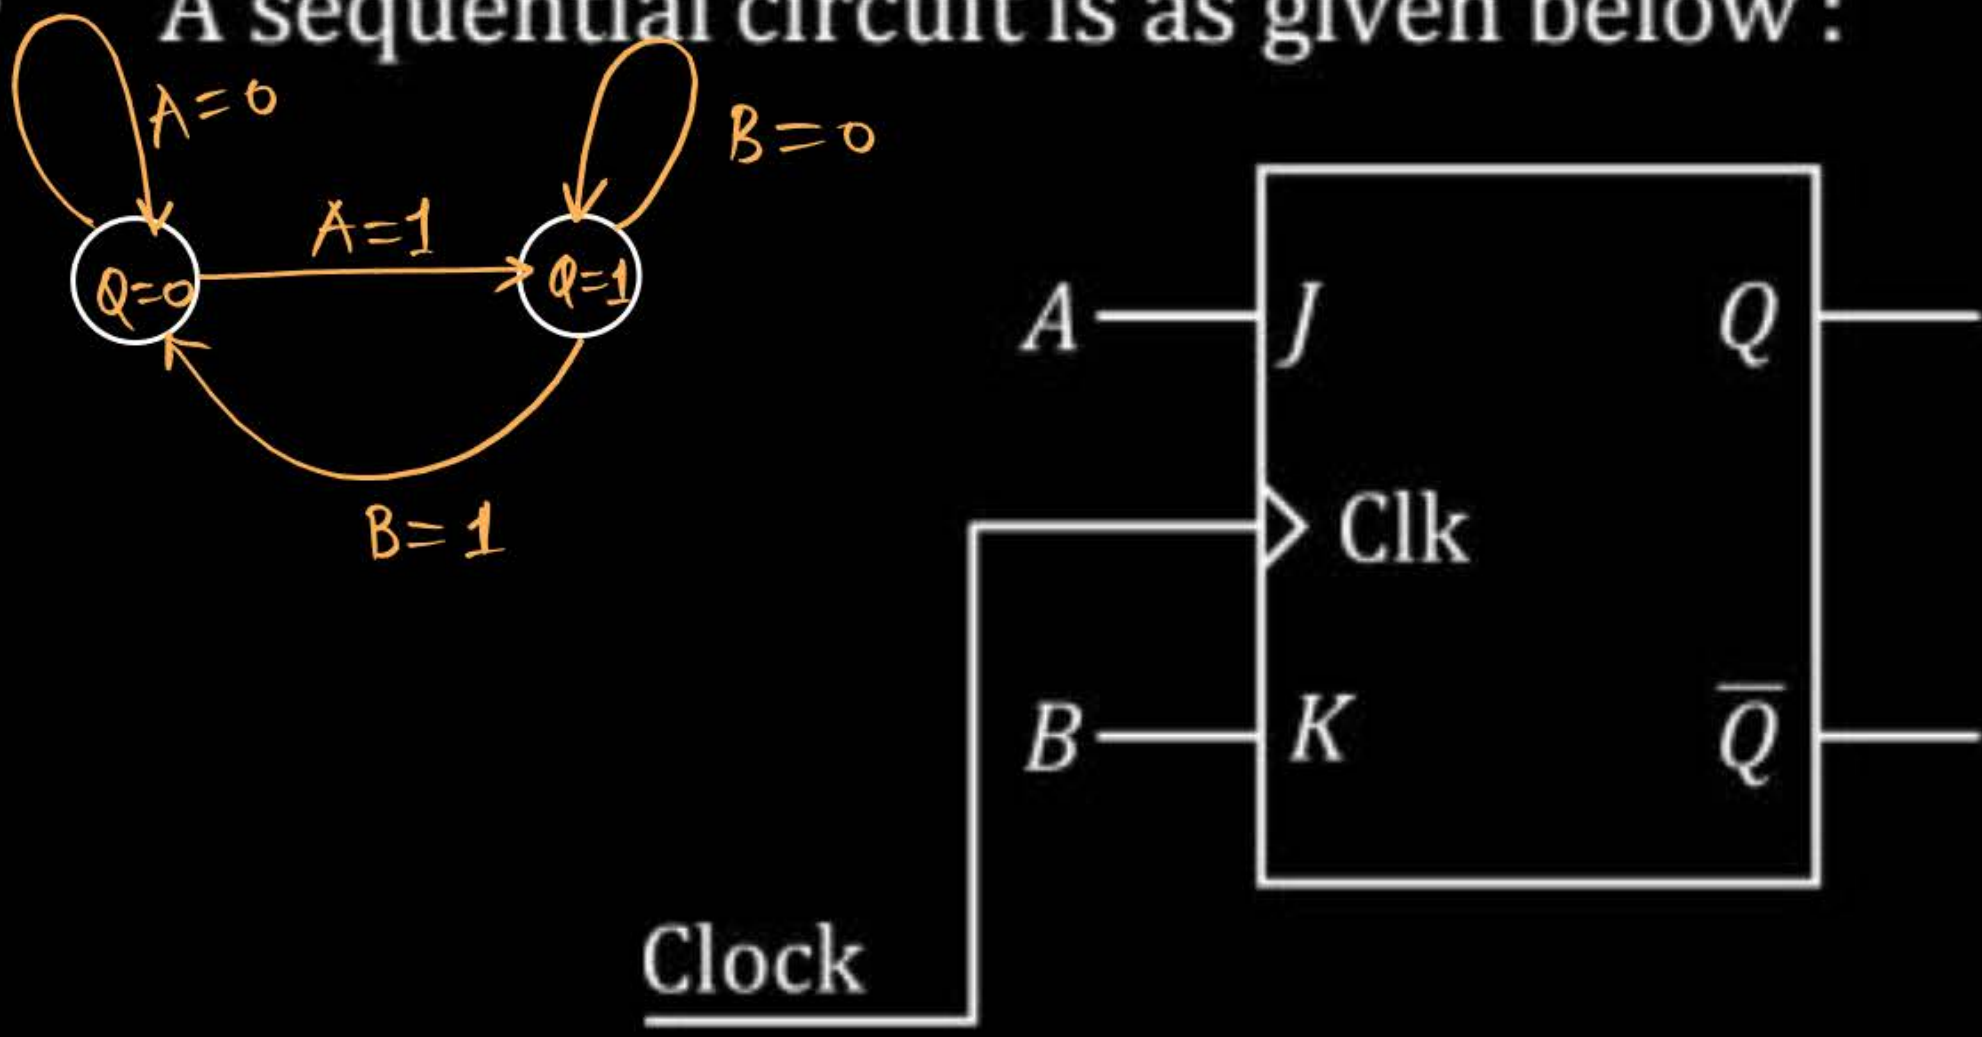 A sequential circuit is as given below :
A=0
B=0
A=1
Q=0
Q=1
B=1
A
J
Q
Clk
B
K
Q̅
Clock